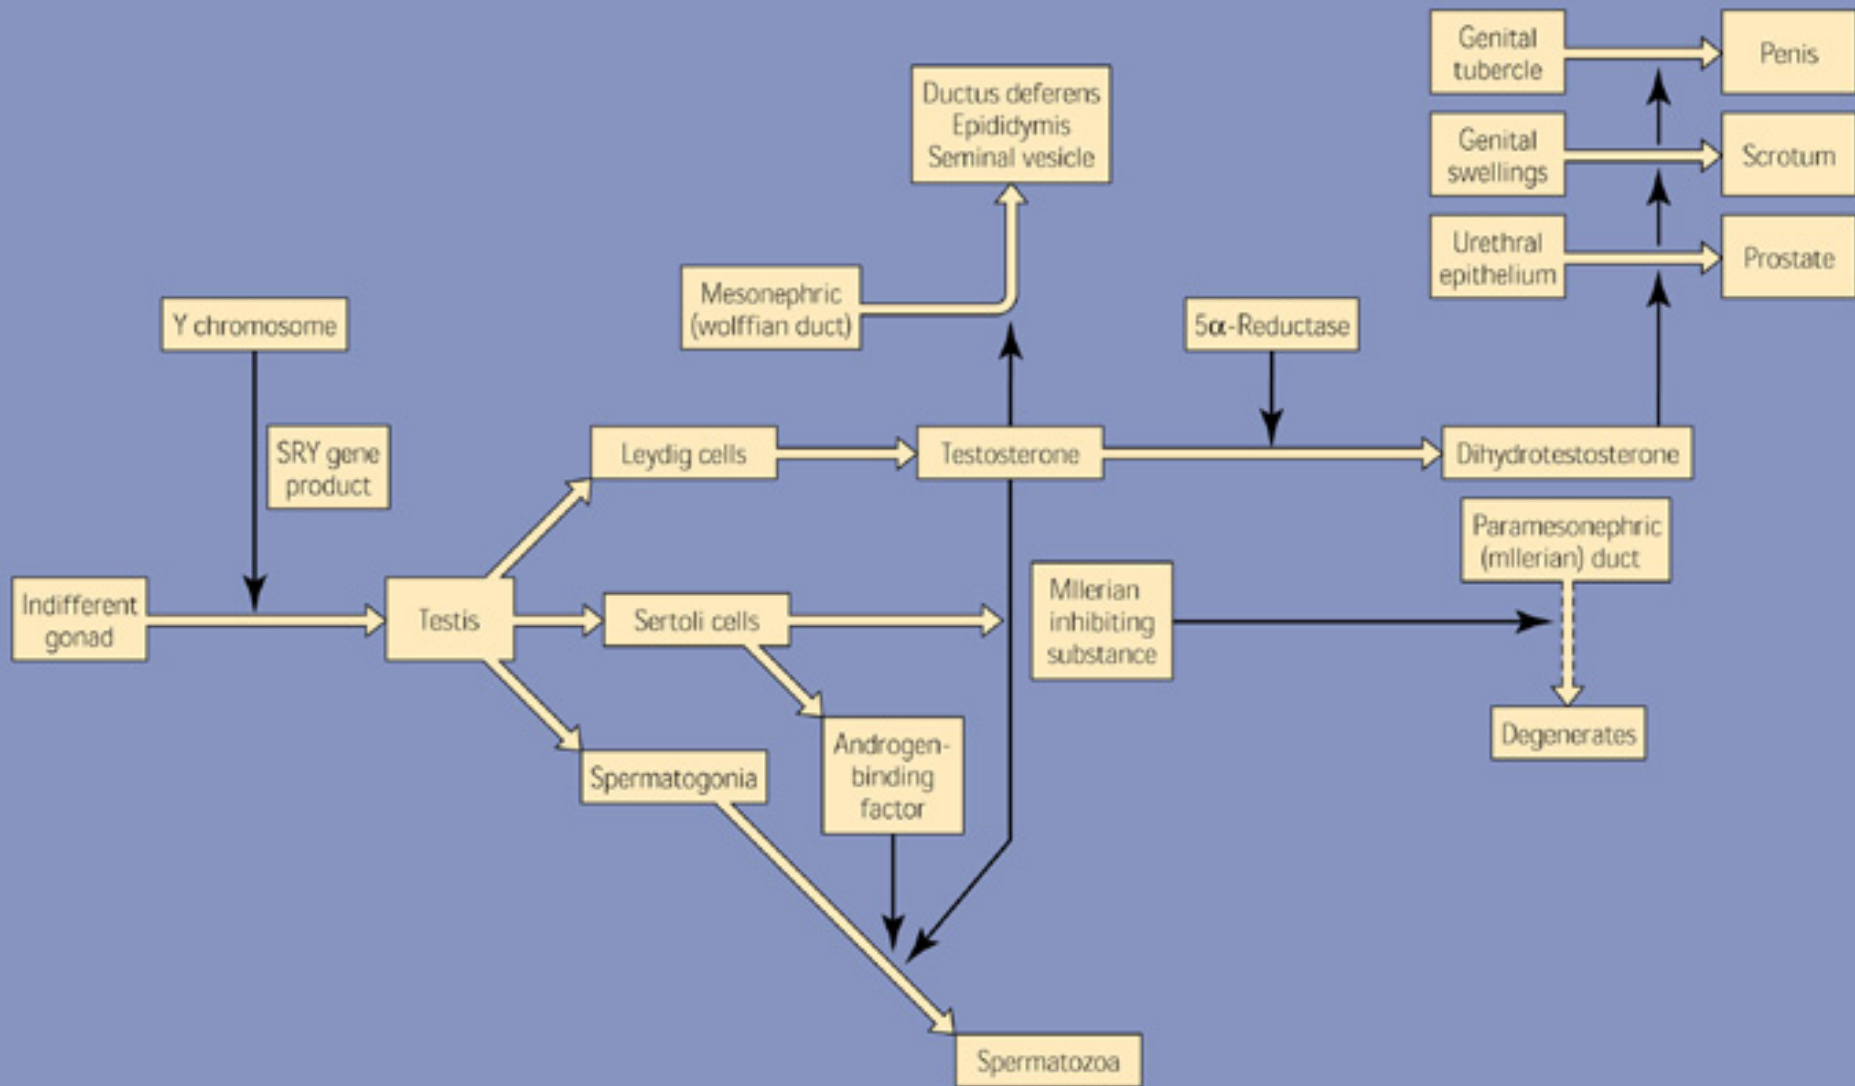 Genital
tubercle
Penis
Ductus deferens
Epididymis
Seminal vesicle
Genital
swellings
Scrotum
Urethral
epithelium
Prostate
Mesonephric
(wolffian duct)
Y chromosome
5α-Reductase
SRY gene
product
Leydig cells
Testosterone
Dihydrotestosterone
Paramesonephric
(mllerian) duct
Indifferent
gonad
Testis
Sertoli cells
Mllerian
inhibiting
substance
Degenerates
Androgen-
binding
factor
Spermatogonia
Spermatozoa